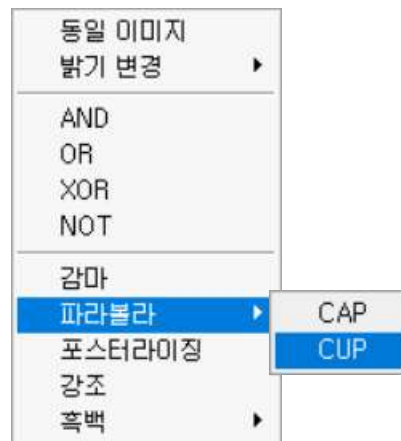 동일 이미지
밝기 변경
AND
OR
XOR
NOT
감마
파라볼라
CAP
포스터라이징
CUP
강조
흑백